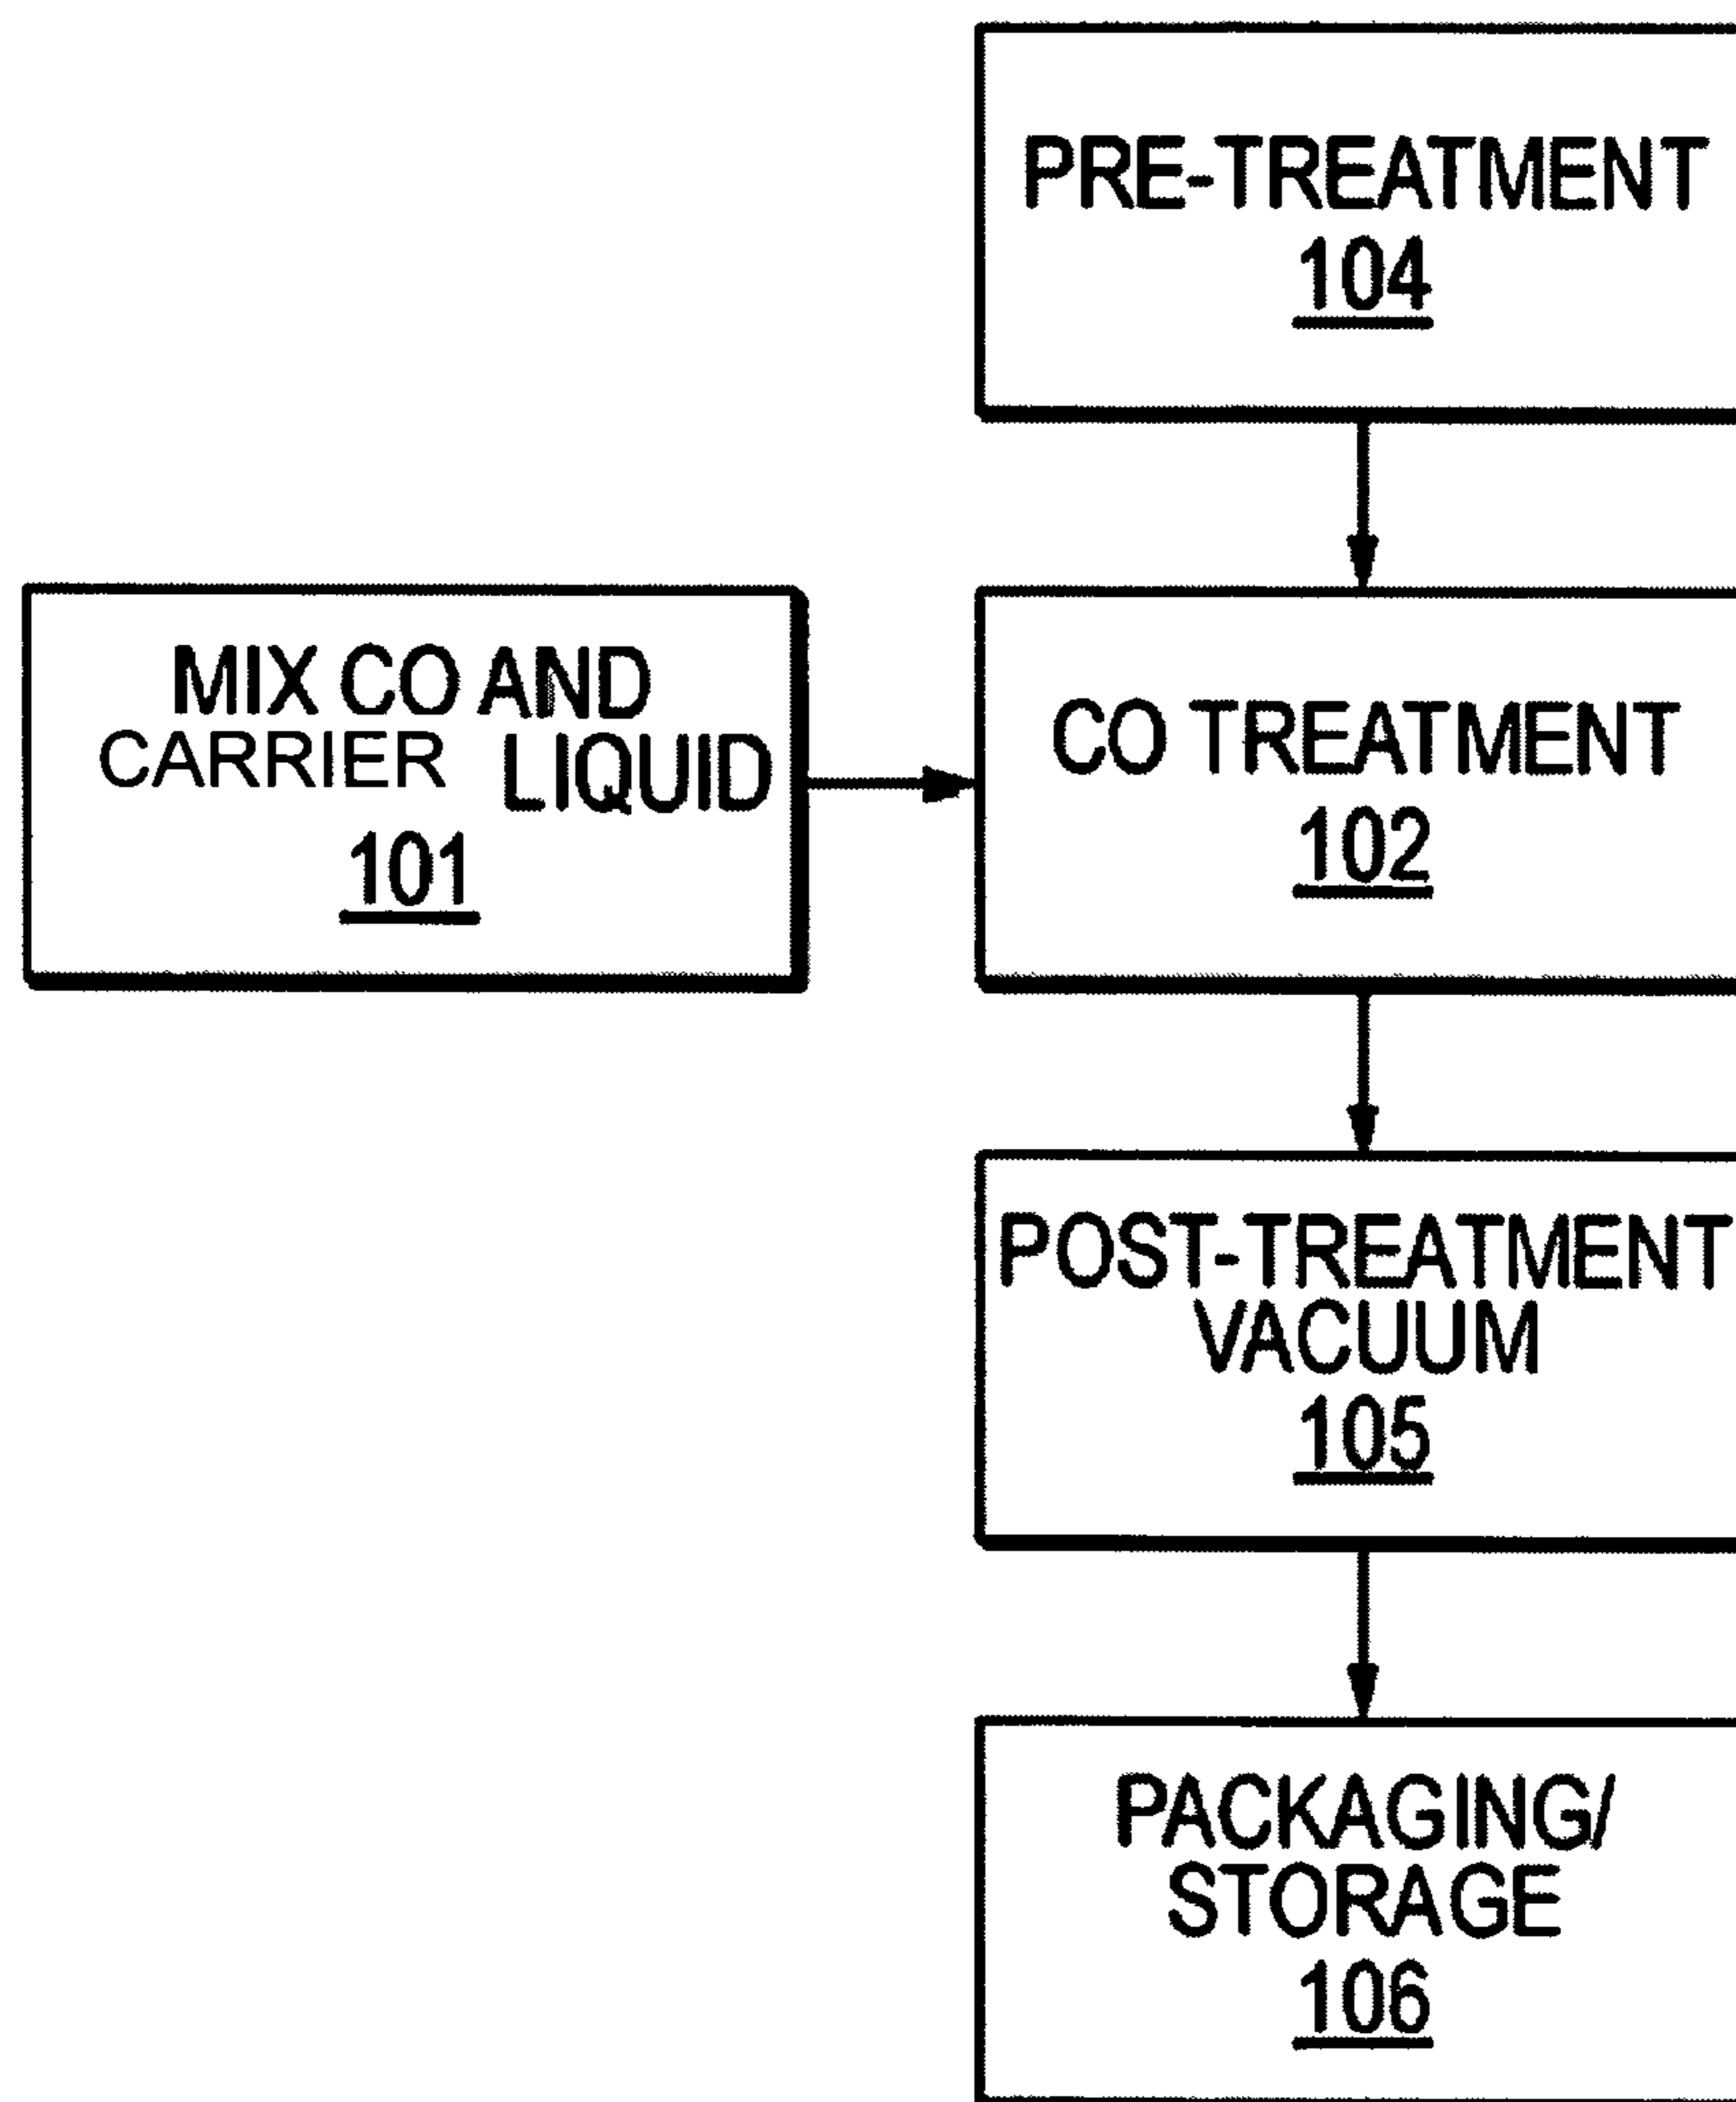 PRE-TREATMENT
104
MIX CO AND
CARRIER LIQUID
101
CO TREATMENT
102
POST-TREATMENT
VACUUM
105
PACKAGING/
STORAGE
106